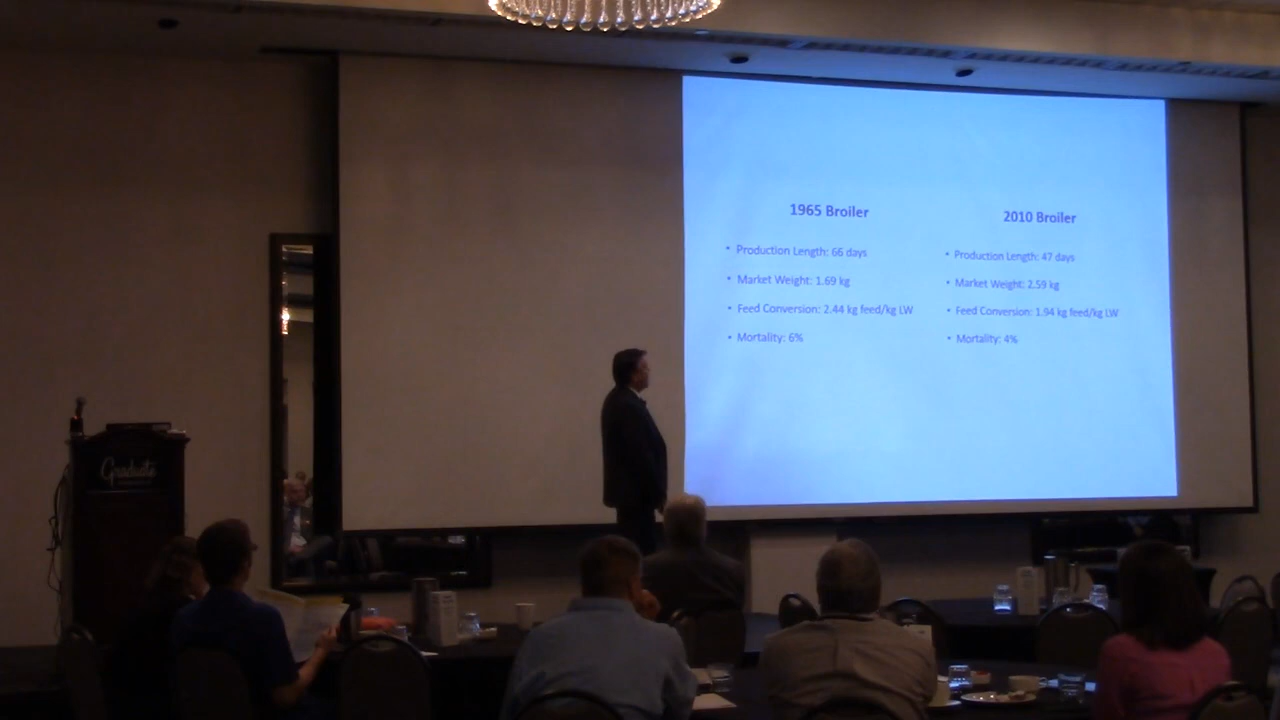 1965 Broiler
• Production Length: 66 days
• Market Weight: 1.69 kg
• Feed Conversion: 2.44 kg feed/kg LW
• Mortality: 6%
2010 Broiler
• Production Length: 47 days
• Market Weight: 2.59 kg
• Feed Conversion: 1.94 kg feed/kg LW
• Mortality: 4%
Graduate